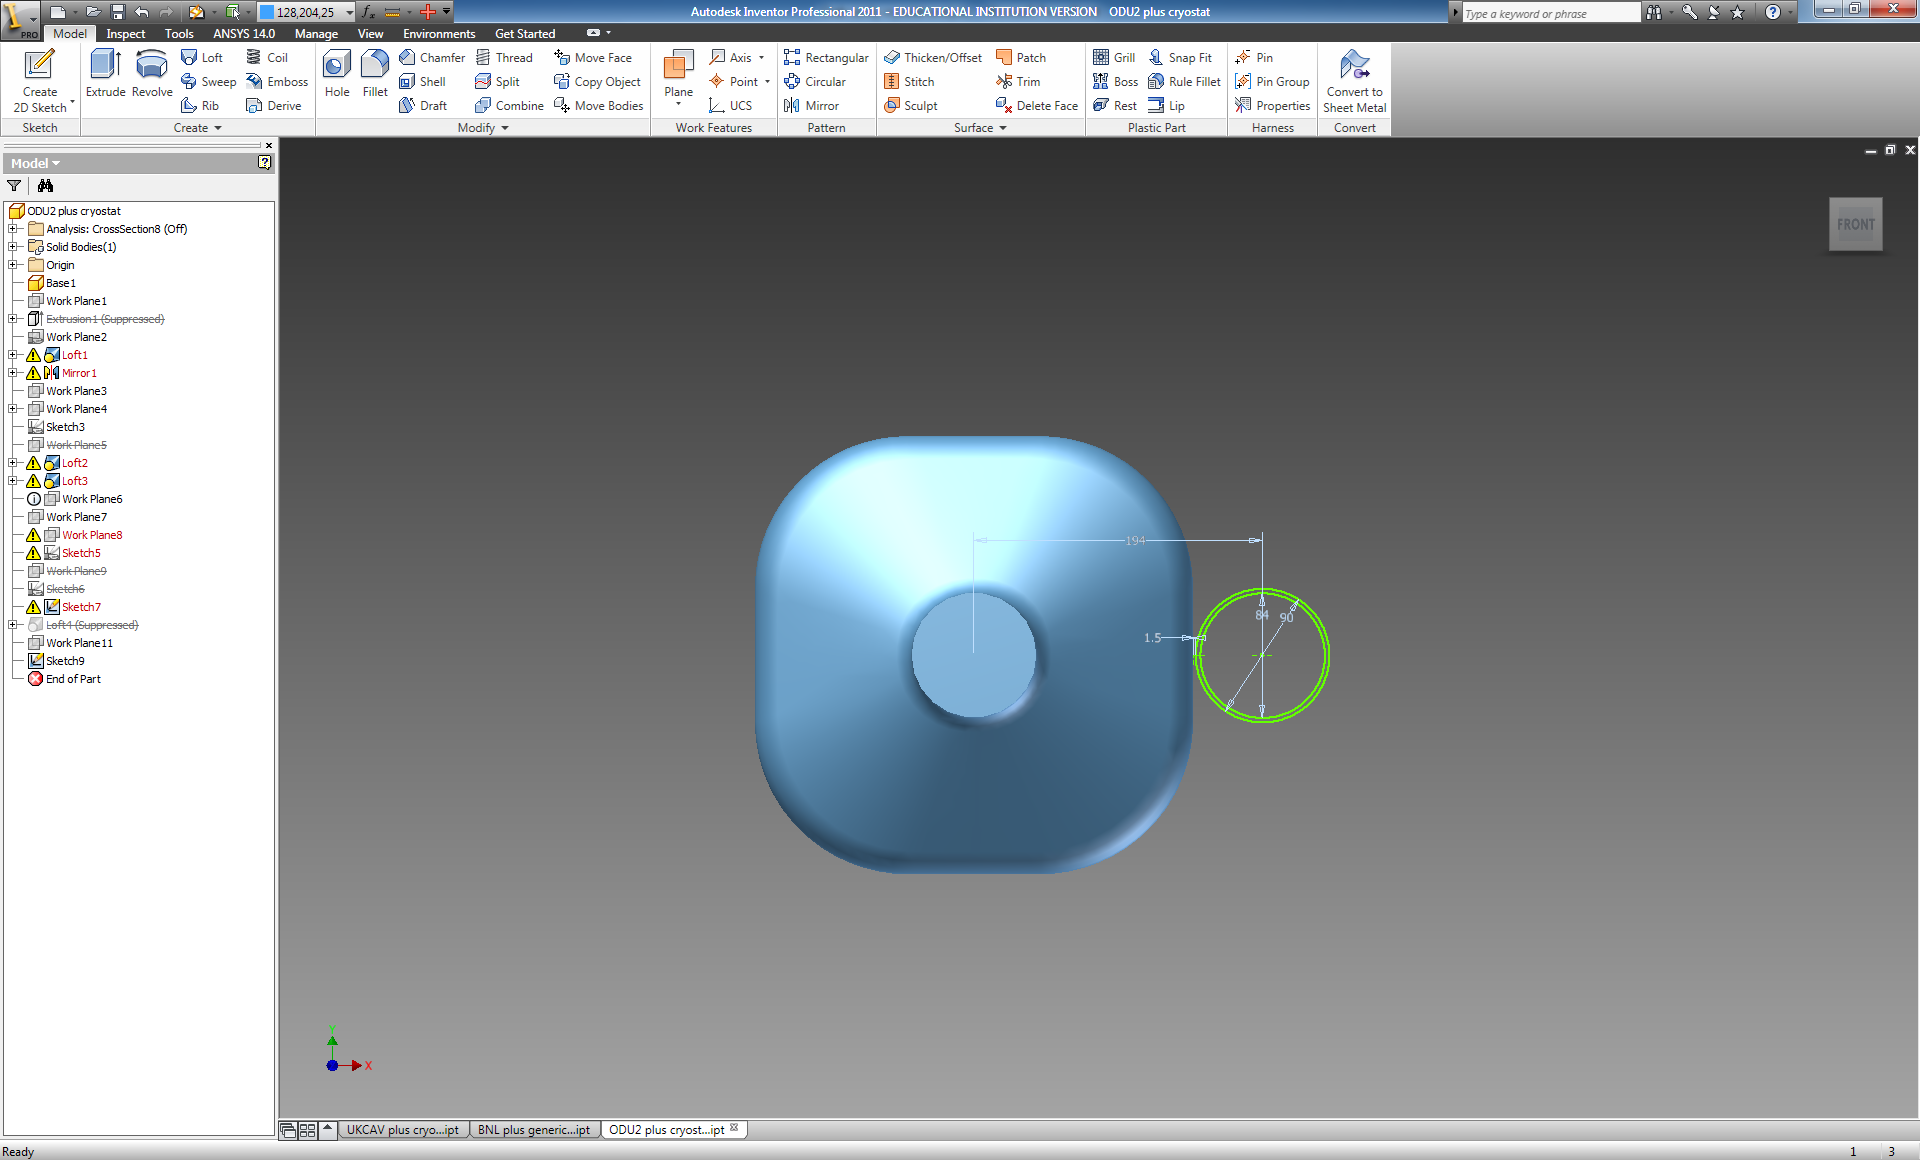 128,204,25
Autodesk Inventor Professional 2011 - EDUCATIONAL INSTITUTION VERSION ODU2 plus cryostat
Type a keyword or phrase
PRO
Model Inspect Tools ANSYS 14.0 Manage View Environments Get Started
Create 2D Sketch
Sketch
Extrude Revolve Loft Sweep Rib Coil Emboss Derive
Create
Hole Fillet Chamfer Shell Draft Thread Split Combine Move Face Copy Object Move Bodies
Modify
Plane Axis Point UCS
Work Features
Rectangular Circular Mirror
Pattern
Thicken/Offset Stitch Sculpt Patch Trim Delete Face
Surface
Grill Boss Rest Snap Fit Rule Fillet Lip
Plastic Part
Pin Pin Group Properties
Harness
Convert to Sheet Metal
Convert
Model
ODU2 plus cryostat
Analysis: CrossSection8 (Off)
Solid Bodies(1)
Origin
Base1
Work Plane1
Extrusion1 (Suppressed)
Work Plane2
Loft1
Mirror1
Work Plane3
Work Plane4
Sketch3
Work Plane5
Loft2
Loft3
Work Plane6
Work Plane7
Work Plane8
Sketch5
Work Plane9
Sketch6
Sketch7
Loft4 (Suppressed)
Work Plane11
Sketch9
End of Part
FRONT
194
84 90
1.5
Y
X
UKCAV plus cryo...ipt BNL plus generic...ipt ODU2 plus cryost...ipt
Ready 1 3